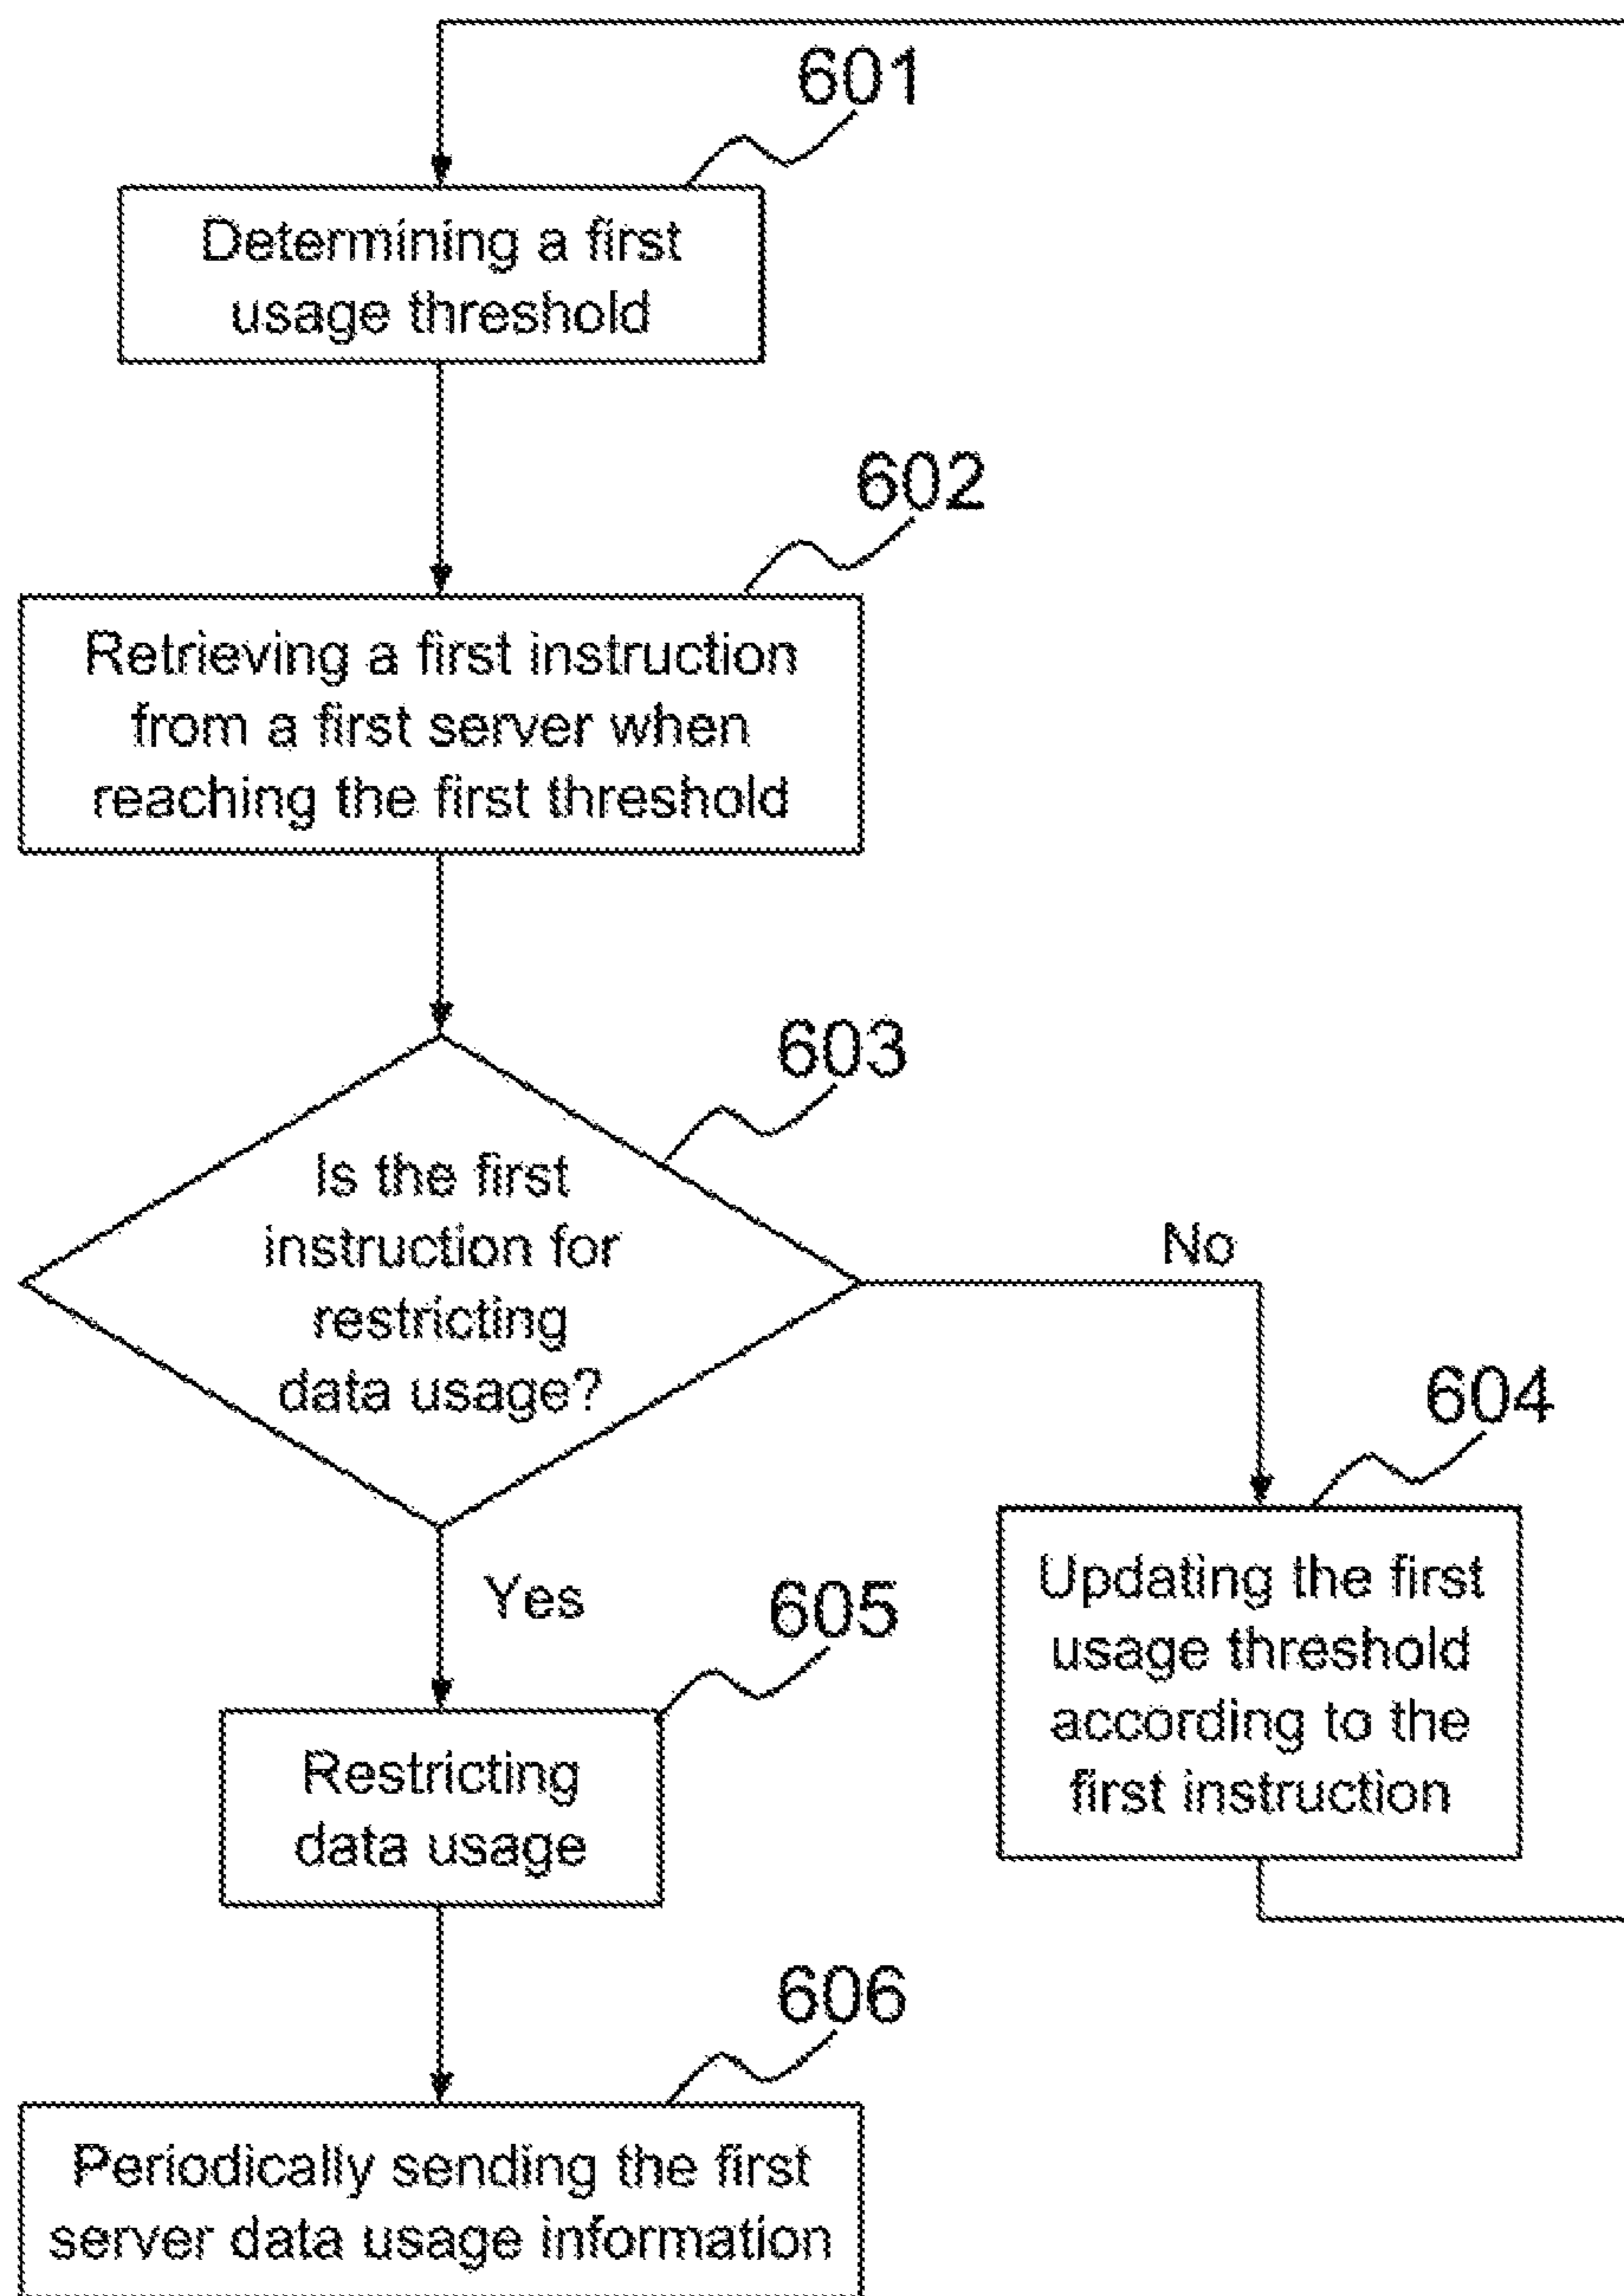 601
Determining a first
usage threshold
602
Retrieving a first instruction
from a first server when
reaching the first threshold
603
Is the first
instruction for
restricting
data usage?
No
604
Updating the first
usage threshold
according to the
first instruction
Yes
605
Restricting
data usage
606
Periodically sending the first
server data usage information